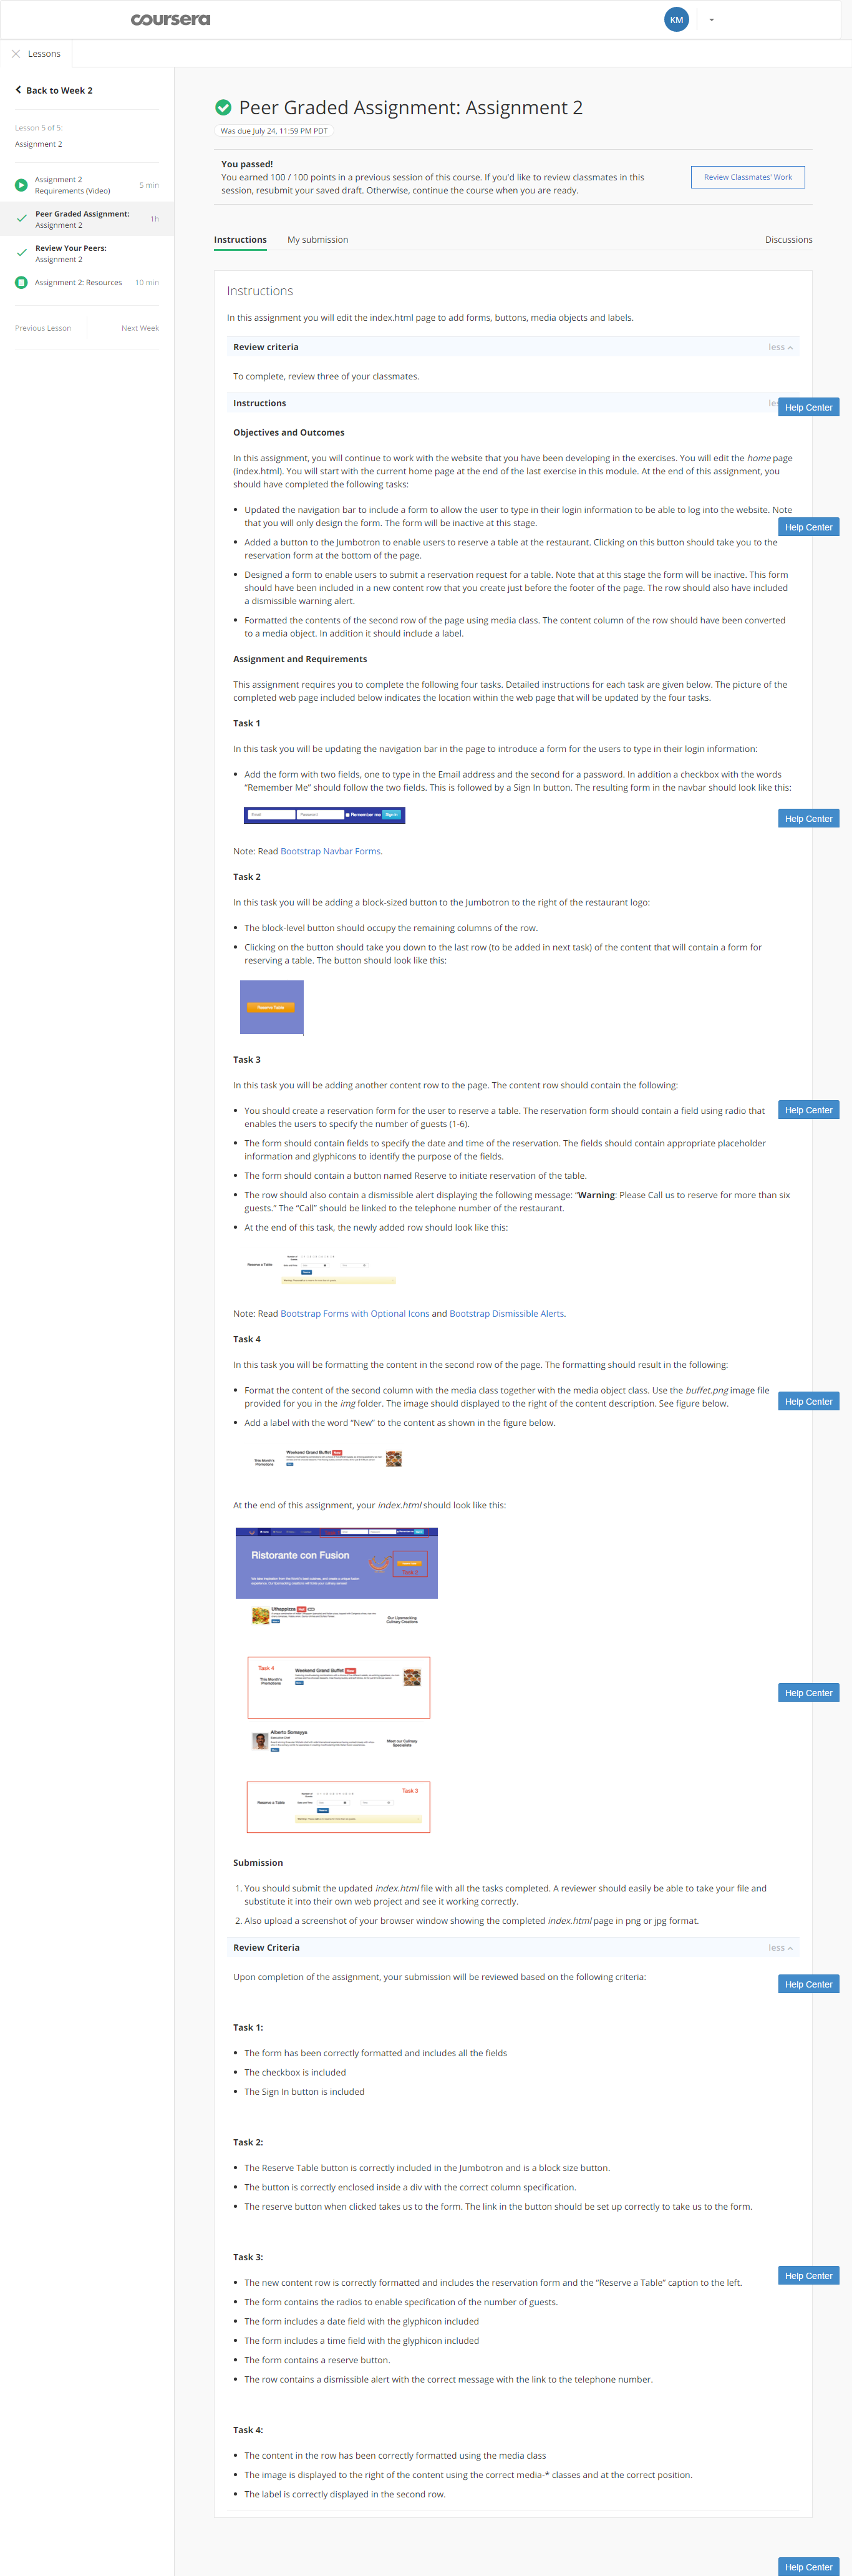 coursera
KM
Lessons
Back to Week 2
Lesson 5 of 5:
Assignment 2
Assignment 2
Requirements (Video)
5 min
Peer Graded Assignment:
Assignment 2
1h
Review Your Peers:
Assignment 2
Assignment 2: Resources
10 min
Previous Lesson
Next Week
Peer Graded Assignment: Assignment 2
Was due July 24, 11:59 PM PDT
You passed!
You earned 100 / 100 points in a previous session of this course. If you'd like to review classmates in this
session, resubmit your saved draft. Otherwise, continue the course when you are ready.
Review Classmates' Work
Instructions
My submission
Discussions
Instructions
In this assignment you will edit the index.html page to add forms, buttons, media objects and labels.
Review criteria
less
To complete, review three of your classmates.
Instructions
Help Center
Objectives and Outcomes
In this assignment, you will continue to work with the website that you have been developing in the exercises. You will edit the home page
(index.html). You will start with the current home page at the end of the last exercise in this module. At the end of this assignment, you
should have completed the following tasks:
• Updated the navigation bar to include a form to allow the user to type in their login information to be able to log into the website. Note
that you will only design the form. The form will be inactive at this stage.
Help Center
• Added a button to the Jumbotron to enable users to reserve a table at the restaurant. Clicking on this button should take you to the
reservation form at the bottom of the page.
• Designed a form to enable users to submit a reservation request for a table. Note that at this stage the form will be inactive. This form
should have been included in a new content row that you create just before the footer of the page. The row should also have included
a dismissible warning alert.
• Formatted the contents of the second row of the page using media class. The content column of the row should have been converted
to a media object. In addition it should include a label.
Assignment and Requirements
This assignment requires you to complete the following four tasks. Detailed instructions for each task are given below. The picture of the
completed web page included below indicates the location within the web page that will be updated by the four tasks.
Task 1
In this task you will be updating the navigation bar in the page to introduce a form for the users to type in their login information:
• Add the form with two fields, one to type in the Email address and the second for a password. In addition a checkbox with the words
“Remember Me” should follow the two fields. This is followed by a Sign In button. The resulting form in the navbar should look like this:
Email
Password
Remember me
Sign in
Help Center
Note: Read Bootstrap Navbar Forms.
Task 2
In this task you will be adding a block-sized button to the Jumbotron to the right of the restaurant logo:
• The block-level button should occupy the remaining columns of the row.
• Clicking on the button should take you down to the last row (to be added in next task) of the content that will contain a form for
reserving a table. The button should look like this:
Reserve Table
Task 3
In this task you will be adding another content row to the page. The content row should contain the following:
• You should create a reservation form for the user to reserve a table. The reservation form should contain a field using radio that
enables the users to specify the number of guests (1-6).
Help Center
• The form should contain fields to specify the date and time of the reservation. The fields should contain appropriate placeholder
information and glyphicons to identify the purpose of the fields.
• The form should contain a button named Reserve to initiate reservation of the table.
• The row should also contain a dismissible alert displaying the following message: “Warning: Please Call us to reserve for more than six
guests.” The “Call” should be linked to the telephone number of the restaurant.
• At the end of this task, the newly added row should look like this:
Reserve a Table
Note: Read Bootstrap Forms with Optional Icons and Bootstrap Dismissible Alerts.
Task 4
In this task you will be formatting the content in the second row of the page. The formatting should result in the following:
• Format the content of the second column with the media class together with the media object class. Use the buffet.png image file
provided for you in the img folder. The image should displayed to the right of the content description. See figure below.
Help Center
• Add a label with the word “New” to the content as shown in the figure below.
Weekend Grand Buffet New
This Month's
Promotions
At the end of this assignment, your index.html should look like this:
Ristorante con Fusion
Task 2
Uthappizza
Our Lipsmacking
Culinary Creations
Task 4
Weekend Grand Buffet New
This Month's
Promotions
Help Center
Alberto Somayya
Executive Chef
Meet our Culinary
Specialists
Task 3
Reserve a Table
Submission
1. You should submit the updated index.html file with all the tasks completed. A reviewer should easily be able to take your file and
substitute it into their own web project and see it working correctly.
2. Also upload a screenshot of your browser window showing the completed index.html page in png or jpg format.
Review Criteria
less
Upon completion of the assignment, your submission will be reviewed based on the following criteria:
Help Center
Task 1:
• The form has been correctly formatted and includes all the fields
• The checkbox is included
• The Sign In button is included
Task 2:
• The Reserve Table button is correctly included in the Jumbotron and is a block size button.
• The button is correctly enclosed inside a div with the correct column specification.
• The reserve button when clicked takes us to the form. The link in the button should be set up correctly to take us to the form.
Task 3:
Help Center
• The new content row is correctly formatted and includes the reservation form and the “Reserve a Table” caption to the left.
• The form contains the radios to enable specification of the number of guests.
• The form includes a date field with the glyphicon included
• The form includes a time field with the glyphicon included
• The form contains a reserve button.
• The row contains a dismissible alert with the correct message with the link to the telephone number.
Task 4:
• The content in the row has been correctly formatted using the media class
• The image is displayed to the right of the content using the correct media-* classes and at the correct position.
• The label is correctly displayed in the second row.
Help Center